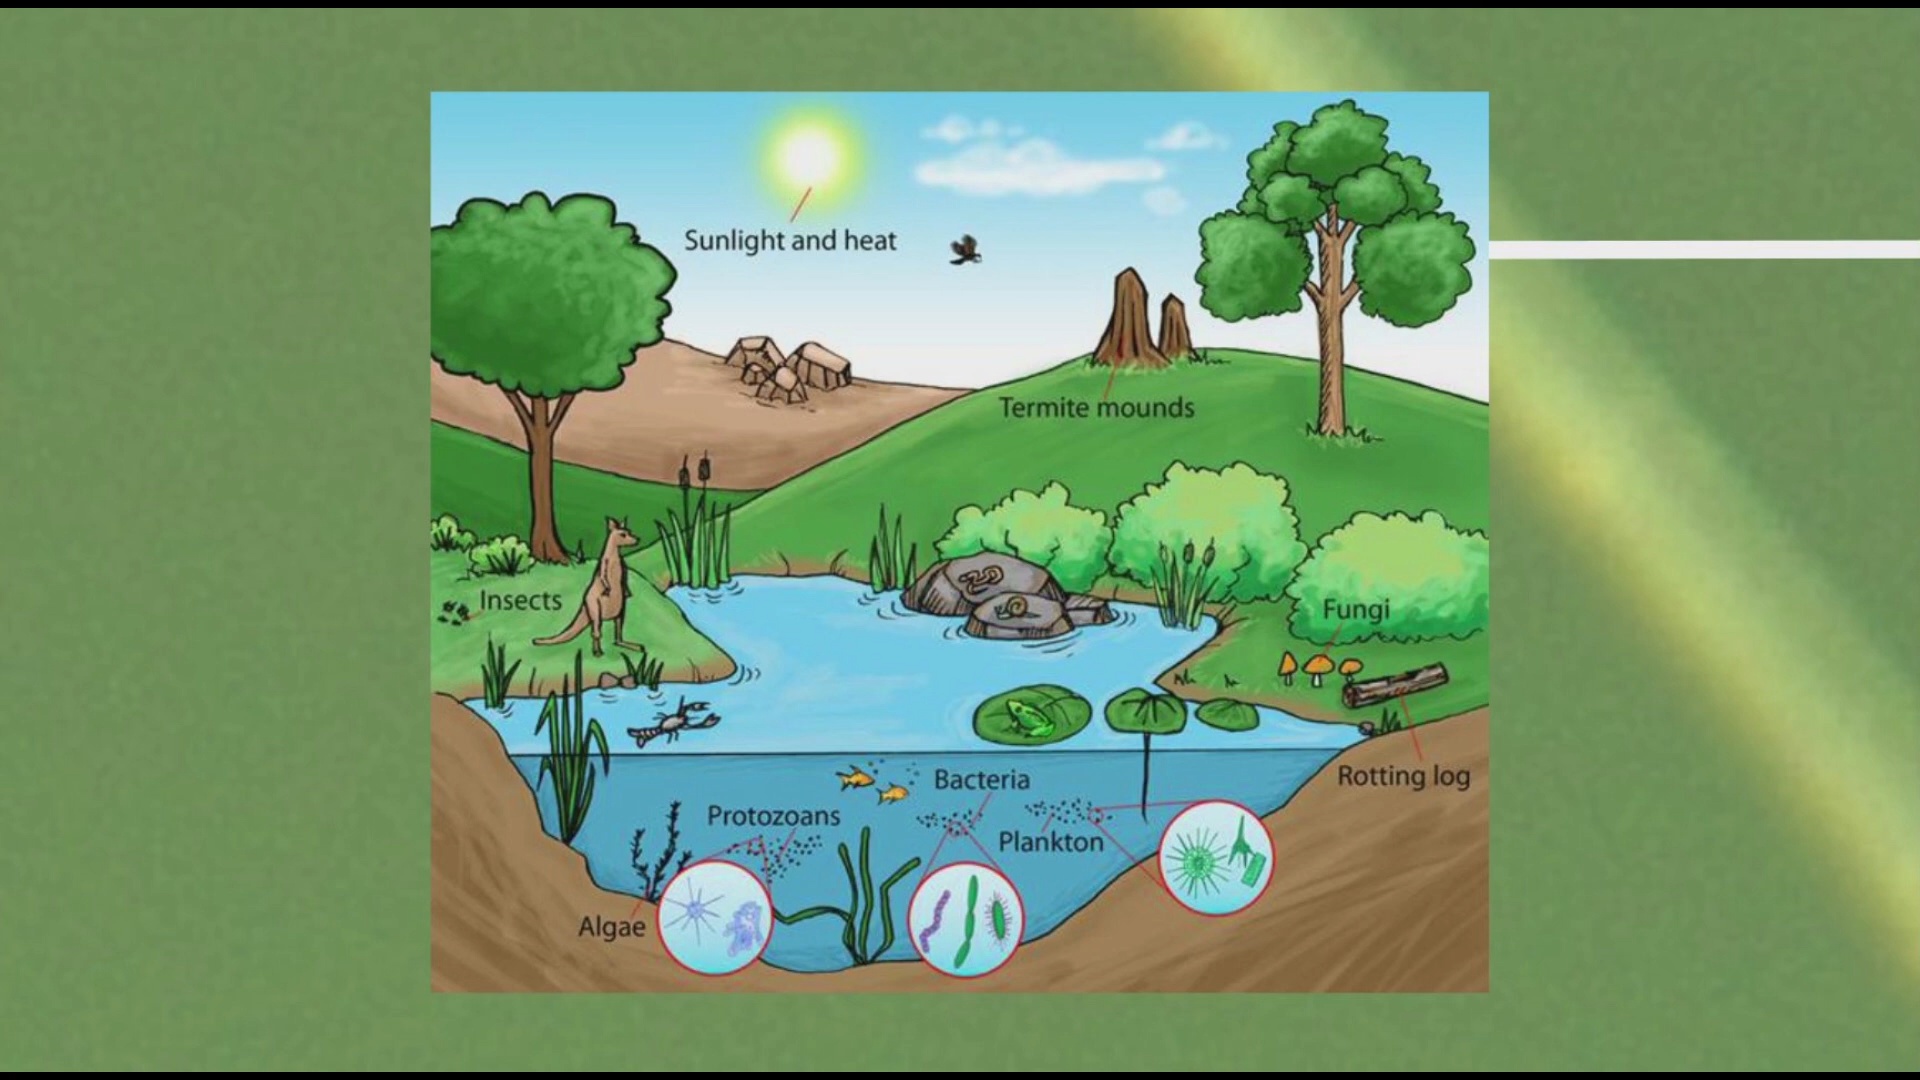 Sunlight and heat
Termite mounds
Insects
Fungi
Rotting log
Bacteria
Protozoans
Plankton
Algae